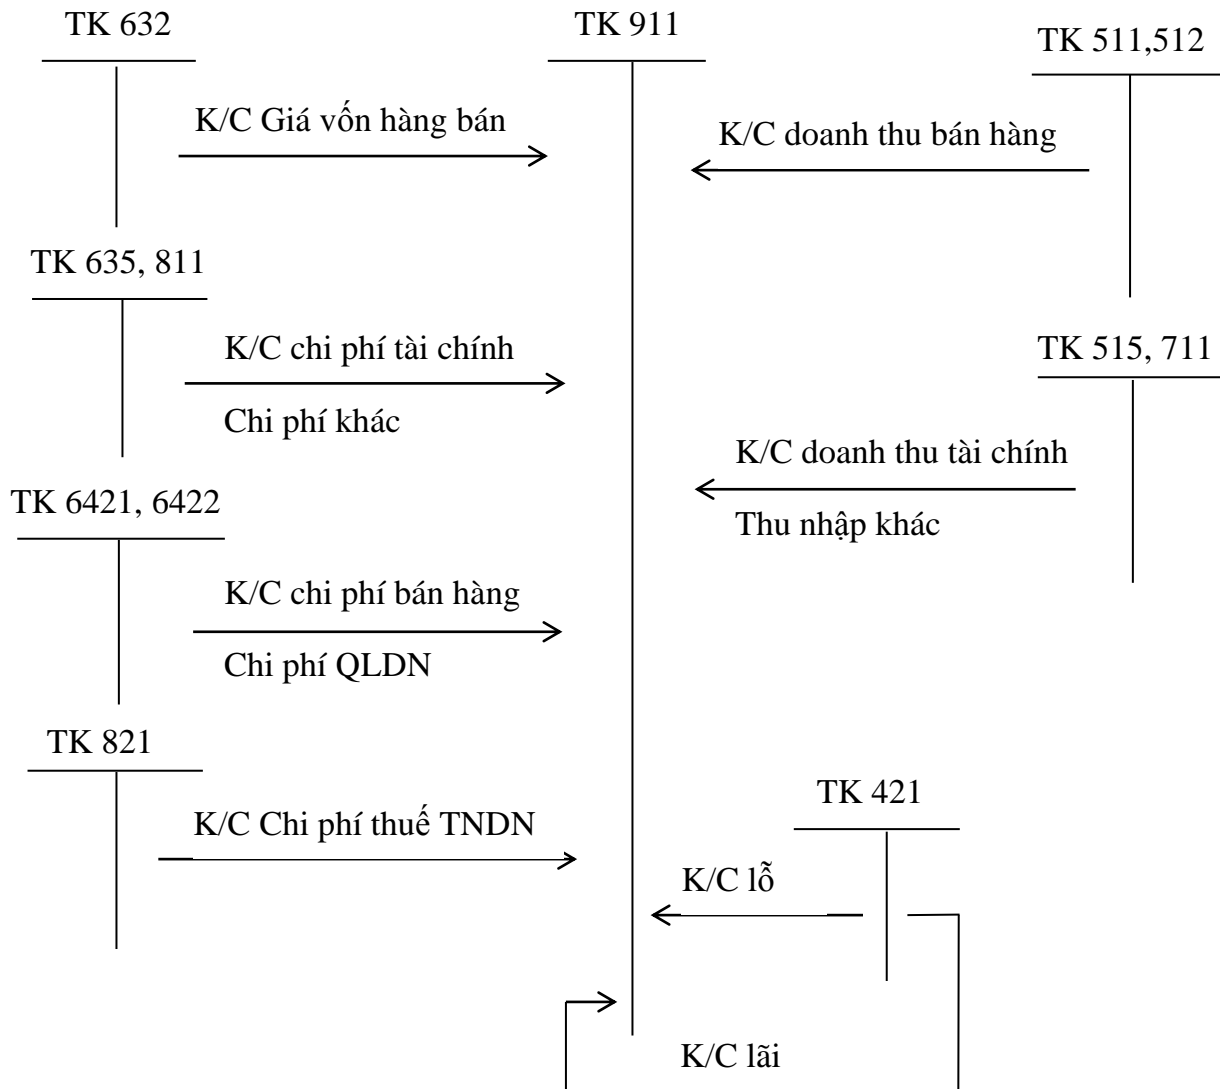 TK 632
TK 911
TK 511,512
K/C Giá vốn hàng bán
K/C doanh thu bán hàng
TK 635, 811
K/C chi phí tài chính
TK 515, 711
Chi phí khác
K/C doanh thu tài chính
TK 6421, 6422
Thu nhập khác
K/C chi phí bán hàng
Chi phí QLDN
TK 821
TK 421
K/C Chi phí thuế TNDN
K/C lỗ
K/C lãi